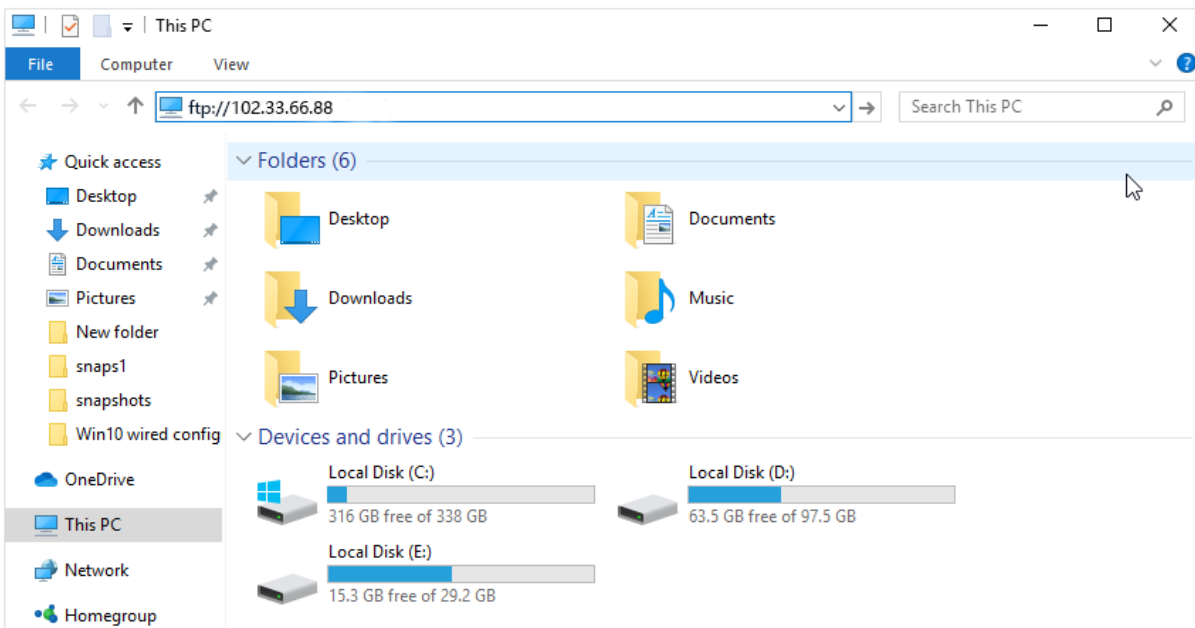 This PC
File Computer View
ftp://102.33.66.88
Search This PC
Quick access
Desktop
Downloads
Documents
Pictures
New folder
snaps1
snapshots
Win10 wired config
OneDrive
This PC
Network
Homegroup
Folders (6)
Desktop
Documents
Downloads
Music
Pictures
Videos
Devices and drives (3)
Local Disk (C:)
316 GB free of 338 GB
Local Disk (D:)
63.5 GB free of 97.5 GB
Local Disk (E:)
15.3 GB free of 29.2 GB